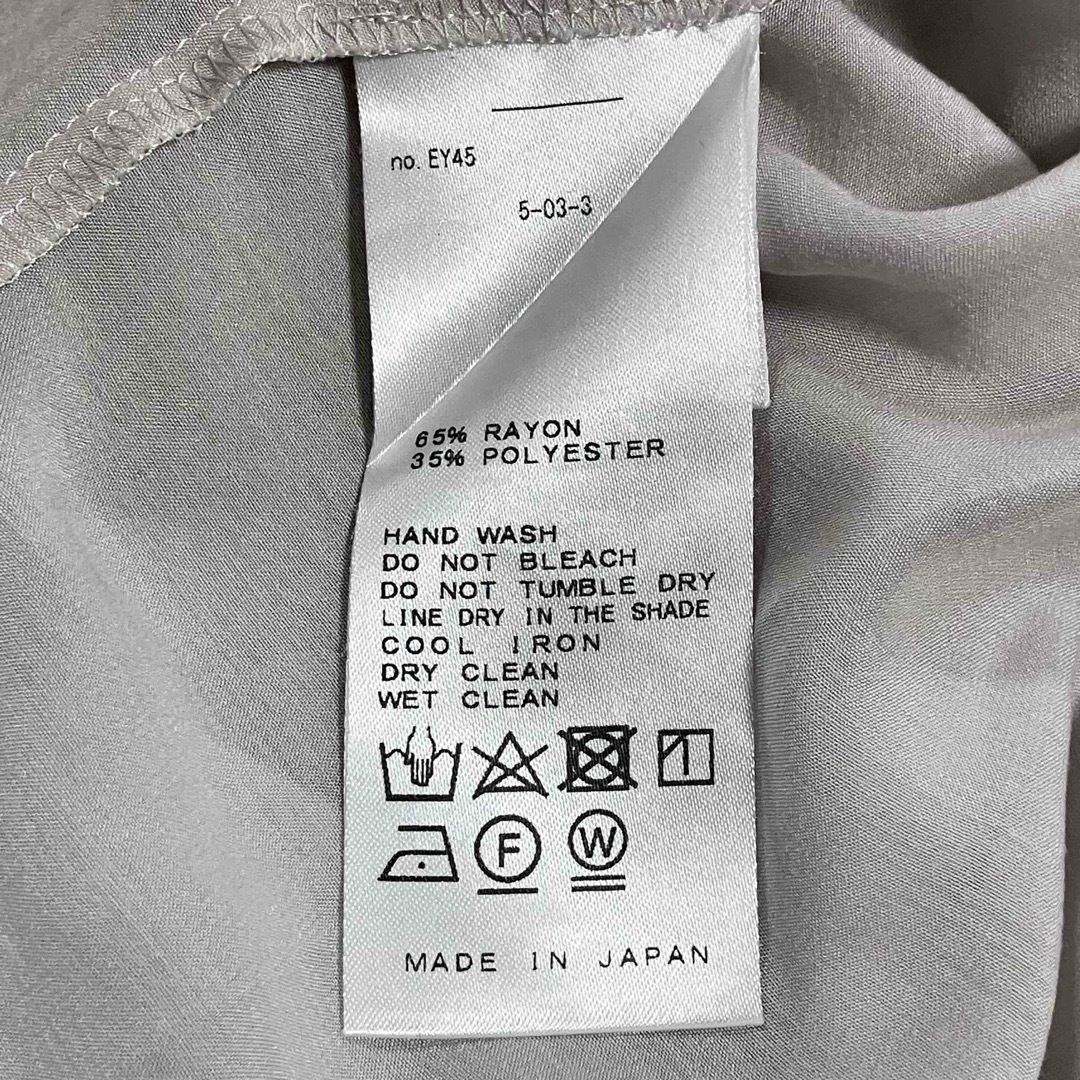 no. EY45
5-03-3
65% RAYON
35% POLYESTER
HAND WASH
DO NOT BLEACH
DO NOT TUMBLE DRY
LINE DRY IN THE SHADE
COOL IRON
DRY CLEAN
WET CLEAN
F W
MADE IN JAPAN